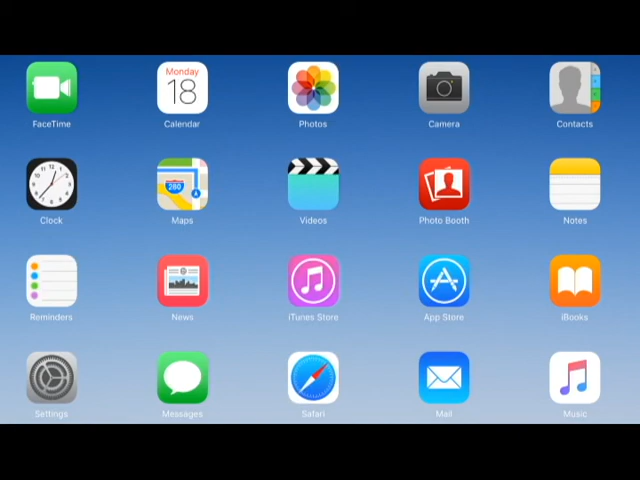 FaceTime
Monday
18
Calendar
Photos
Camera
Contacts
Clock
280
Maps
Videos
Photo Booth
Notes
Reminders
News
iTunes Store
App Store
iBooks
Settings
Messages
Safari
Mail
Music